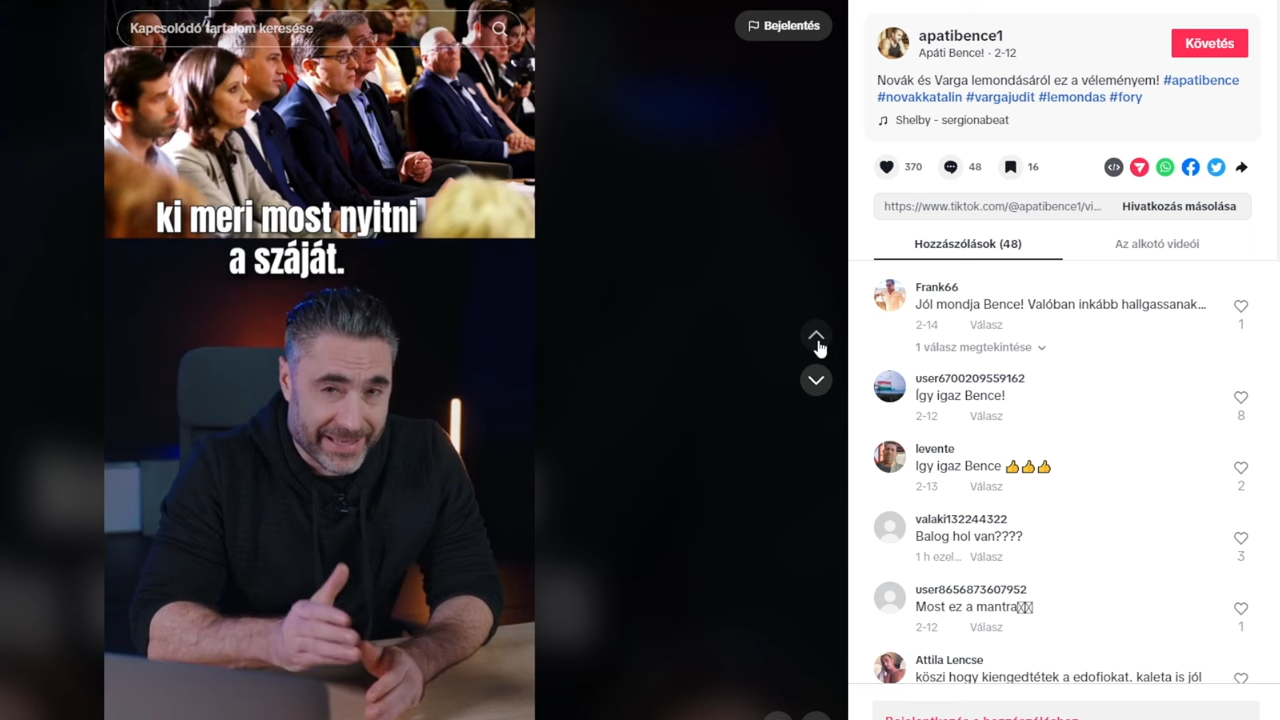 Kapcsolódó tartalom keresése
Bejelentés
ki meri most nyitni
a száját.
apatibence1
Apáti Bence! · 2-12
Követés
Novák és Varga lemondásáról ez a véleményem! #apatibence
#novakkatalin #vargajudit #lemondas #fory
Shelby - sergionabeat
370
48
16
https://www.tiktok.com/@apatibence1/vi...
Hivatkozás másolása
Hozzászólások (48)
Az alkotó videói
Frank66
Jól mondja Bence! Valóban inkább hallgassanak...
1
2-14
Válasz
1 válasz megtekintése
user6700209559162
Így igaz Bence!
8
2-12
Válasz
levente
Igy igaz Bence 👍👍👍
2
2-13
Válasz
valaki132244322
Balog hol van????
3
1 h ezel...
Válasz
user8656873607952
Most ez a mantra
1
2-12
Válasz
Attila Lencse
köszi hogy kiengedtétek a edofiokat. kaleta is jól